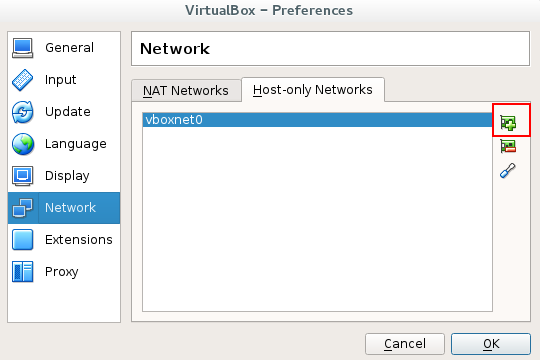 VirtualBox – Preferences
General
Input
Update
Language
Display
Network
Extensions
Proxy
Network
NAT Networks
Host-only Networks
vboxnet0
Cancel
OK